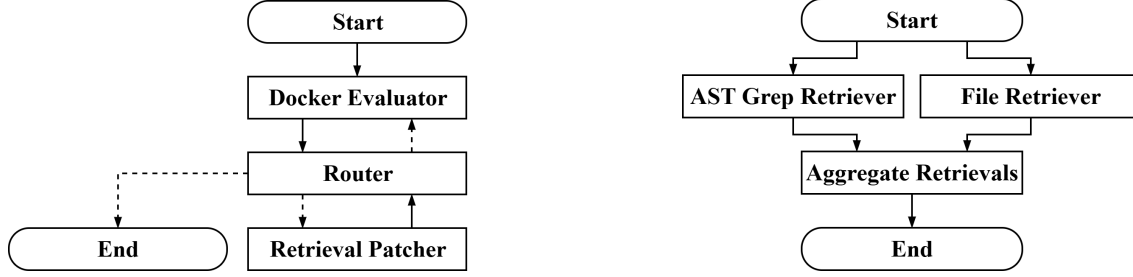 Start
Docker Evaluator
Router
End
Retrieval Patcher
Start
AST Grep Retriever
File Retriever
Aggregate Retrievals
End